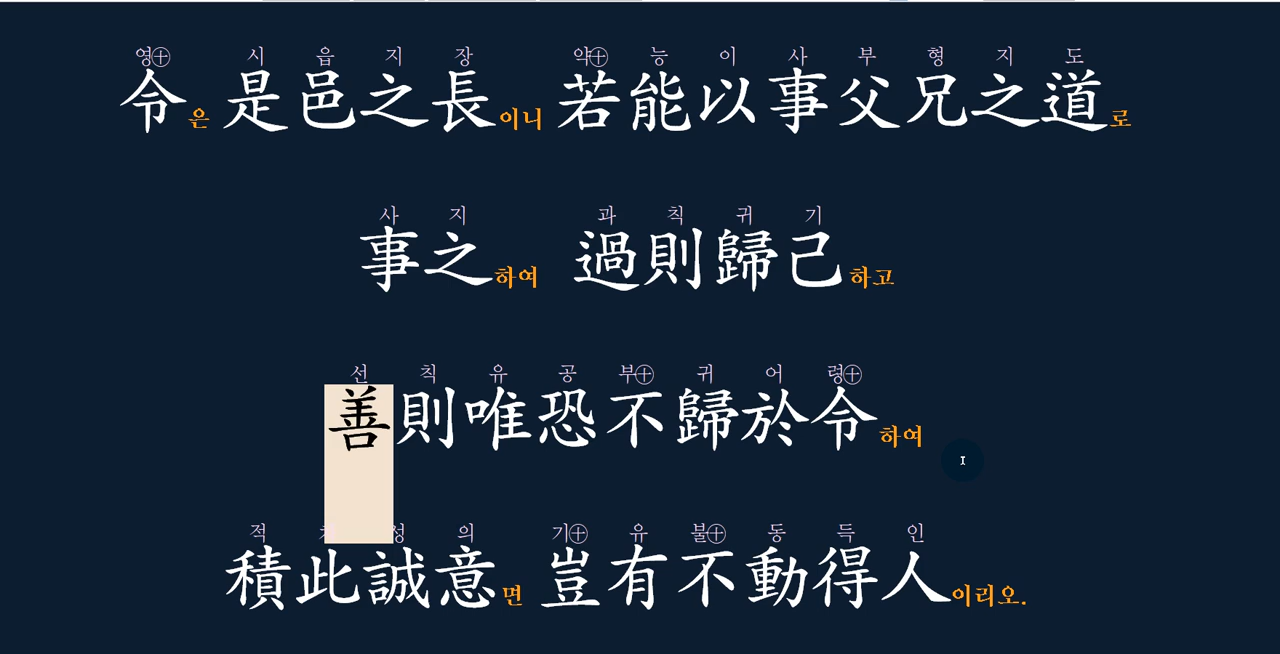 영㊉ 시 읍 지 장 약㊉ 능 이 사 부 형 지 도
令은 是邑之長이니 若能以事父兄之道로
사 지 과 칙 귀 기
事之하여 過則歸己하고
선 칙 유 공 부㊉ 귀 어 령㊉
善則唯恐不歸於令하여
적 성 의 기㊉ 유 불㊉ 동 득 인
積此誠意면 豈有不動得人이리오.